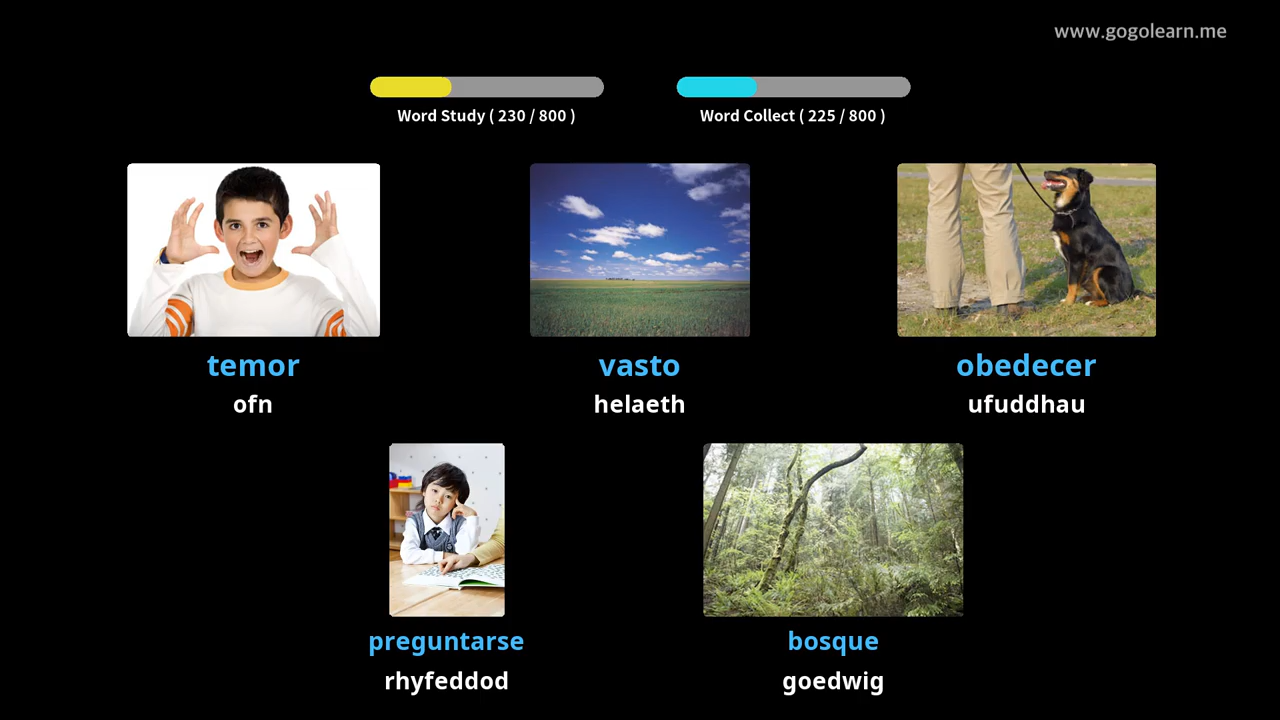 www.gogolearn.me
Word Study ( 230 / 800 )
Word Collect ( 225 / 800 )
temor
vasto
obedecer
ofn
helaeth
ufuddhau
preguntarse
bosque
rhyfeddod
goedwig